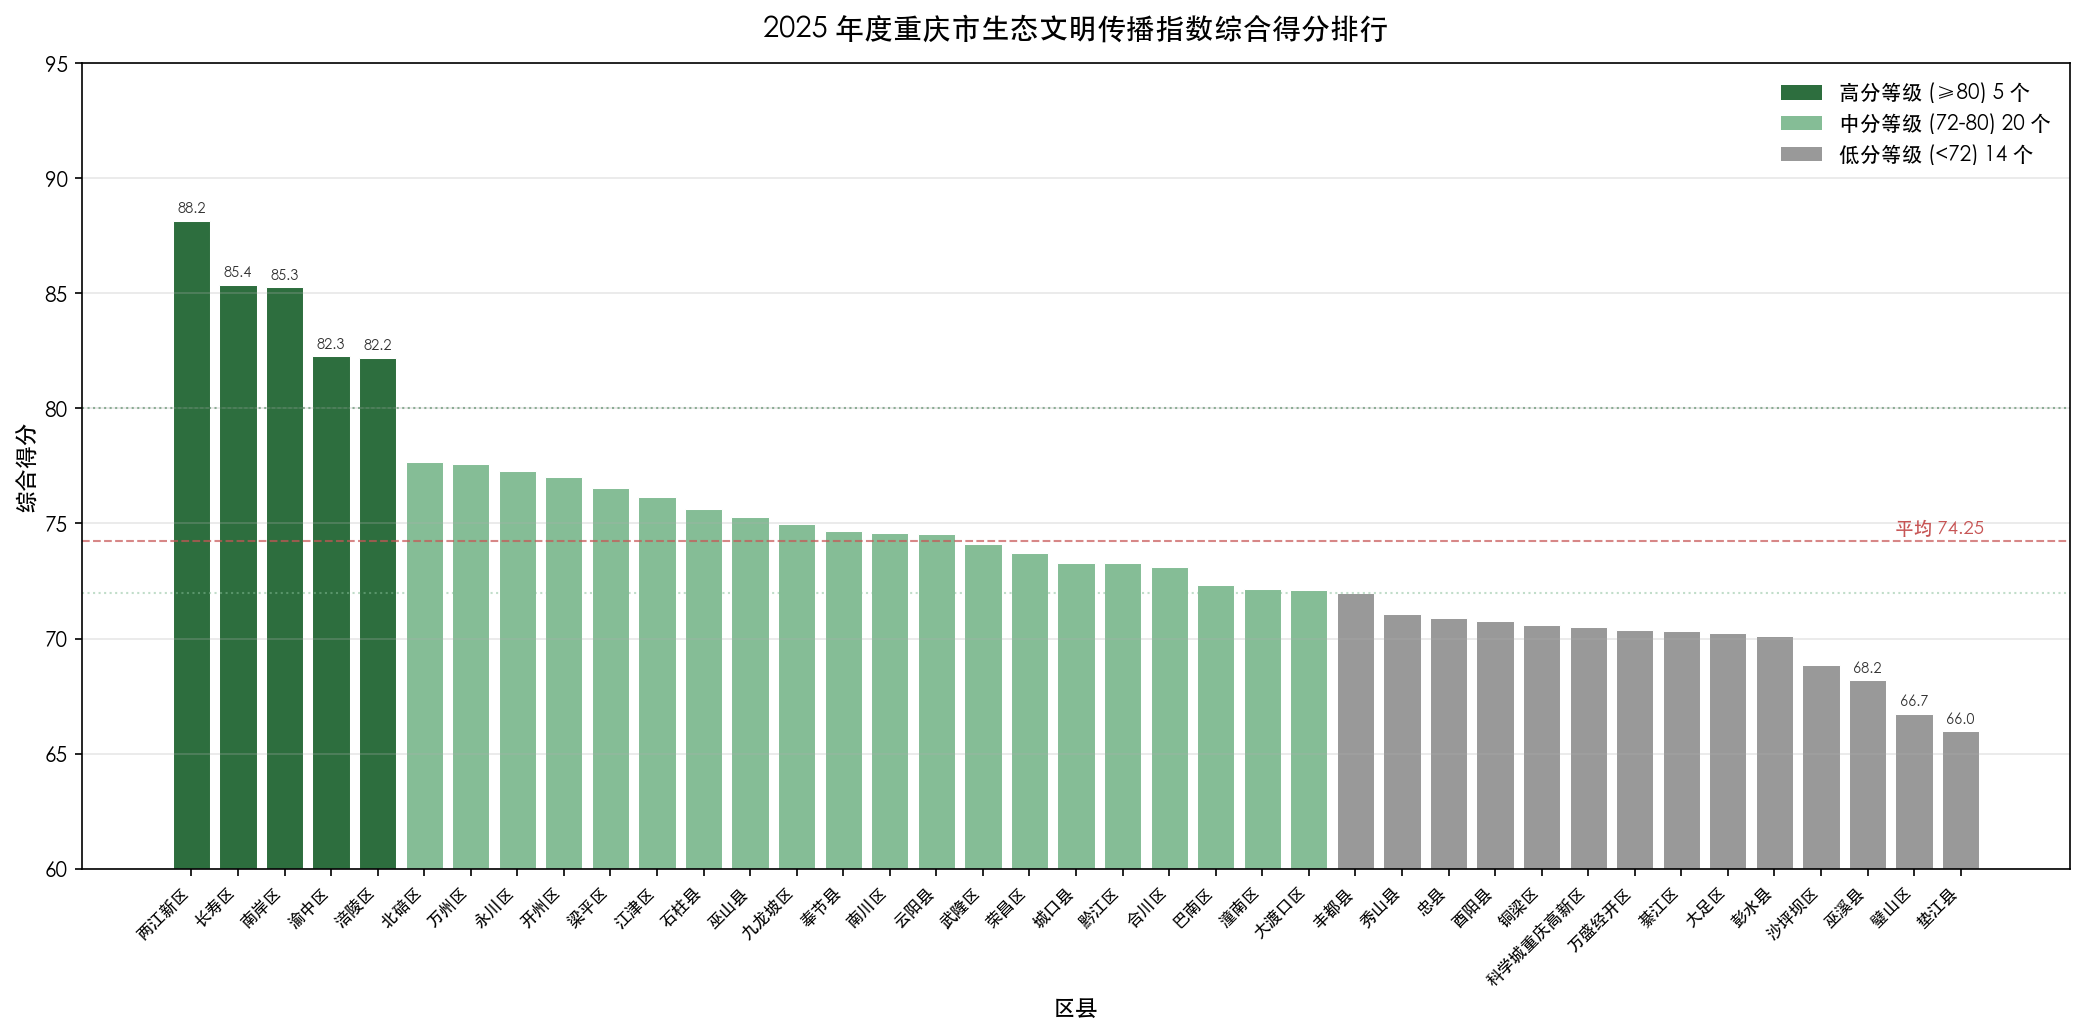 2025 年度重庆市生态文明传播指数综合得分排行
高分等级 (≥80) 5 个
中分等级 (72-80) 20 个
低分等级 (<72) 14 个
综合得分
95
90
85
80
75
70
65
60
88.2
85.4
85.3
82.3
82.2
平均 74.25
68.2
66.7
66.0
两江新区
长寿区
南岸区
渝中区
涪陵区
北碚区
万州区
永川区
开州区
梁平区
江津区
石柱县
巫山县
九龙坡区
奉节县
南川区
云阳县
武隆区
荣昌区
城口县
黔江区
合川区
巴南区
潼南区
大渡口区
丰都县
秀山县
忠县
酉阳县
铜梁区
科学城重庆高新区
万盛经开区
綦江区
大足区
彭水县
沙坪坝区
巫溪县
璧山区
垫江县
区县